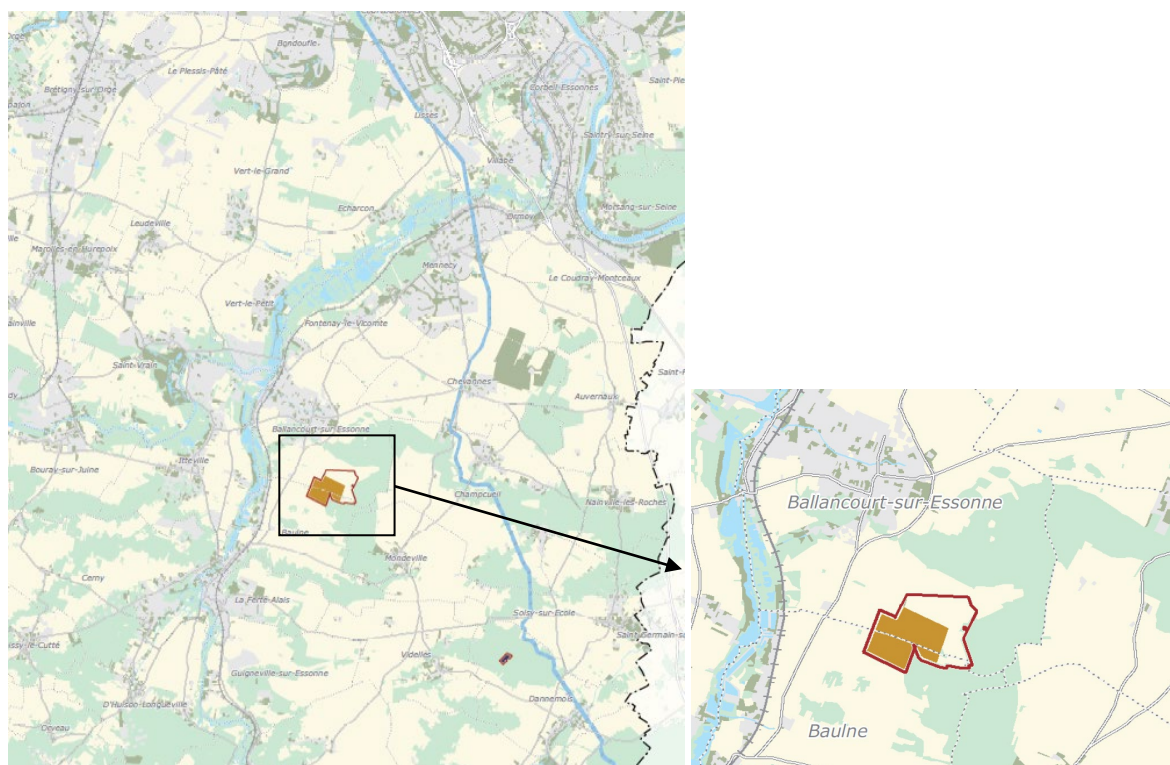 Bondoufle
Le Plessis-Pâté
Saint-Pie
Brétigny sur Orge
Corbeil-Essonnes
Lisses
Saintry-sur-Seine
Villabé
Vert-le-Grand
Echarcon
Morsang-sur-Seine
Ormoy
Leudeville
Marolles-en-Hurepoix
Mennecy
Le Coudray-Montceaux
Vert-le-Petit
ainville
Fontenay-le-Vicomte
Saint-Vrain
Chevannes
Auvernaux
Ballancourt sur Essonne
Itteville
Bouray-sur-Juine
Champcueil
Nainville-les-Roches
Baulne
Mondeville
Cerny
La Ferté-Alais
Soisy-sur-Ecole
Saint Germain-s
Videlles
Guigneville-sur-Essonne
Dannemois
D'Huison-Longueville
Orveau
Ballancourt-sur-Essonne
Baulne